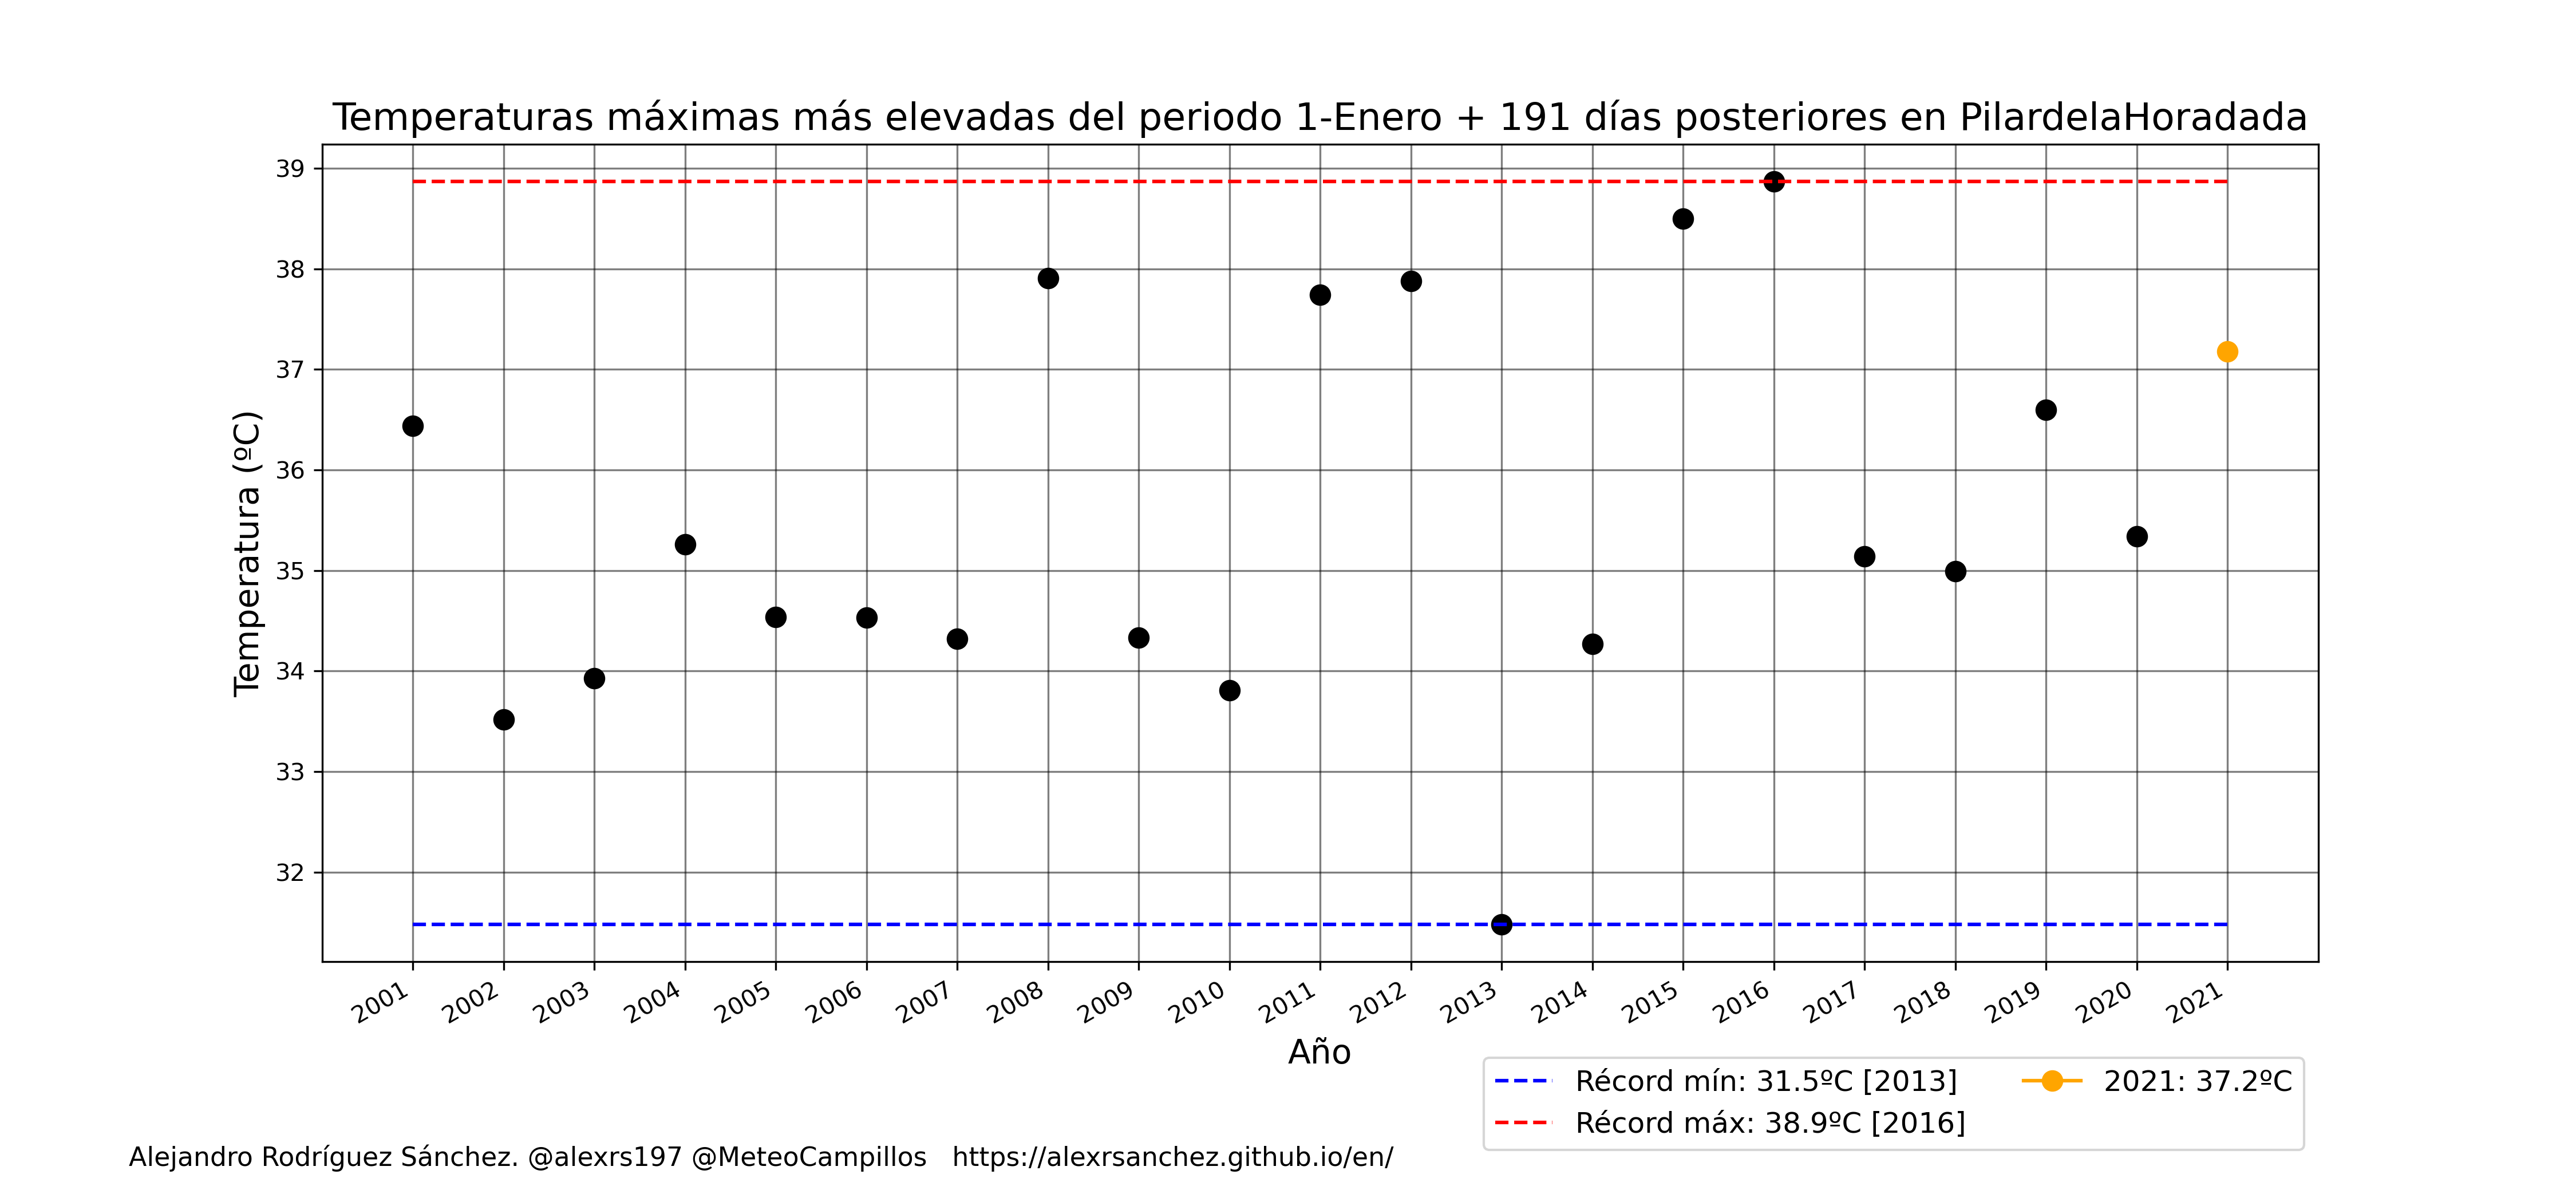 Temperaturas máximas más elevadas del periodo 1-Enero + 191 días posteriores en PilardelaHoradada
39
38
37
36
35
34
33
32
Temperatura (ºC)
2001 2002 2003 2004 2005 2006 2007 2008 2009 2010 2011 2012 2013 2014 2015 2016 2017 2018 2019 2020 2021
Año
Récord mín: 31.5ºC [2013]
Récord máx: 38.9ºC [2016]
2021: 37.2ºC
Alejandro Rodríguez Sánchez. @alexrs197 @MeteoCampillos https://alexrsanchez.github.io/en/